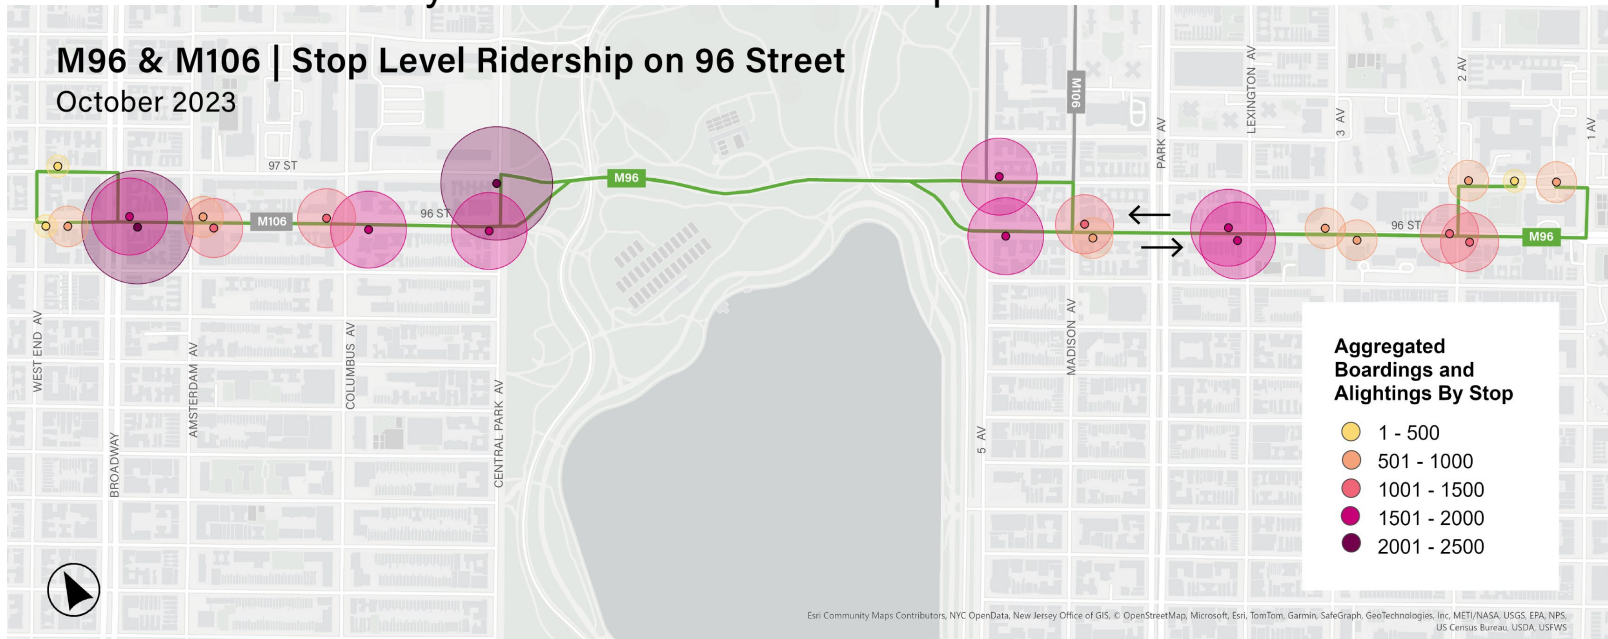 M96 & M106 | Stop Level Ridership on 96 Street
October 2023
97 ST
96 ST
M106
M96
M106
96 ST
M96
WEST END AV
BROADWAY
AMSTERDAM AV
COLUMBUS AV
CENTRAL PARK AV
5 AV
MADISON AV
PARK AV
LEXINGTON AV
3 AV
2 AV
1 AV
Aggregated
Boardings and
Alightings By Stop
1 - 500
501 - 1000
1001 - 1500
1501 - 2000
2001 - 2500
Esri Community Maps Contributors, NYC OpenData, New Jersey Office of GIS, © OpenStreetMap, Microsoft, Esri, TomTom, Garmin, SafeGraph, GeoTechnologies, Inc, METI/NASA, USGS, EPA, NPS,
US Census Bureau, USDA, USFWS